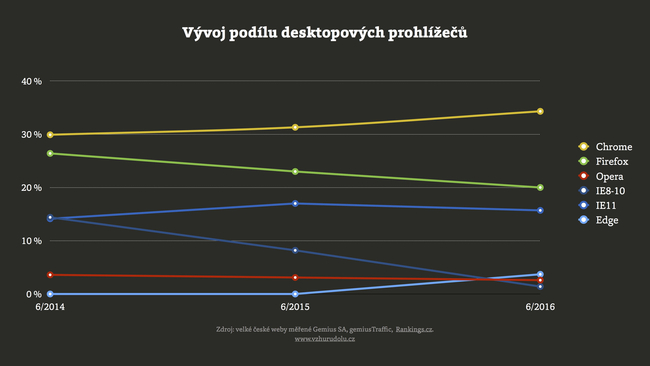 Vývoj podílu desktopových prohlížečů
40 %
30 %
20 %
10 %
0 %
6/2014
6/2015
6/2016
Chrome
Firefox
Opera
IE8-10
IE11
Edge
Zdroj: velké české weby měřené Gemius SA, gemiusTraffic, Rankings.cz.
www.vzhurudolu.cz